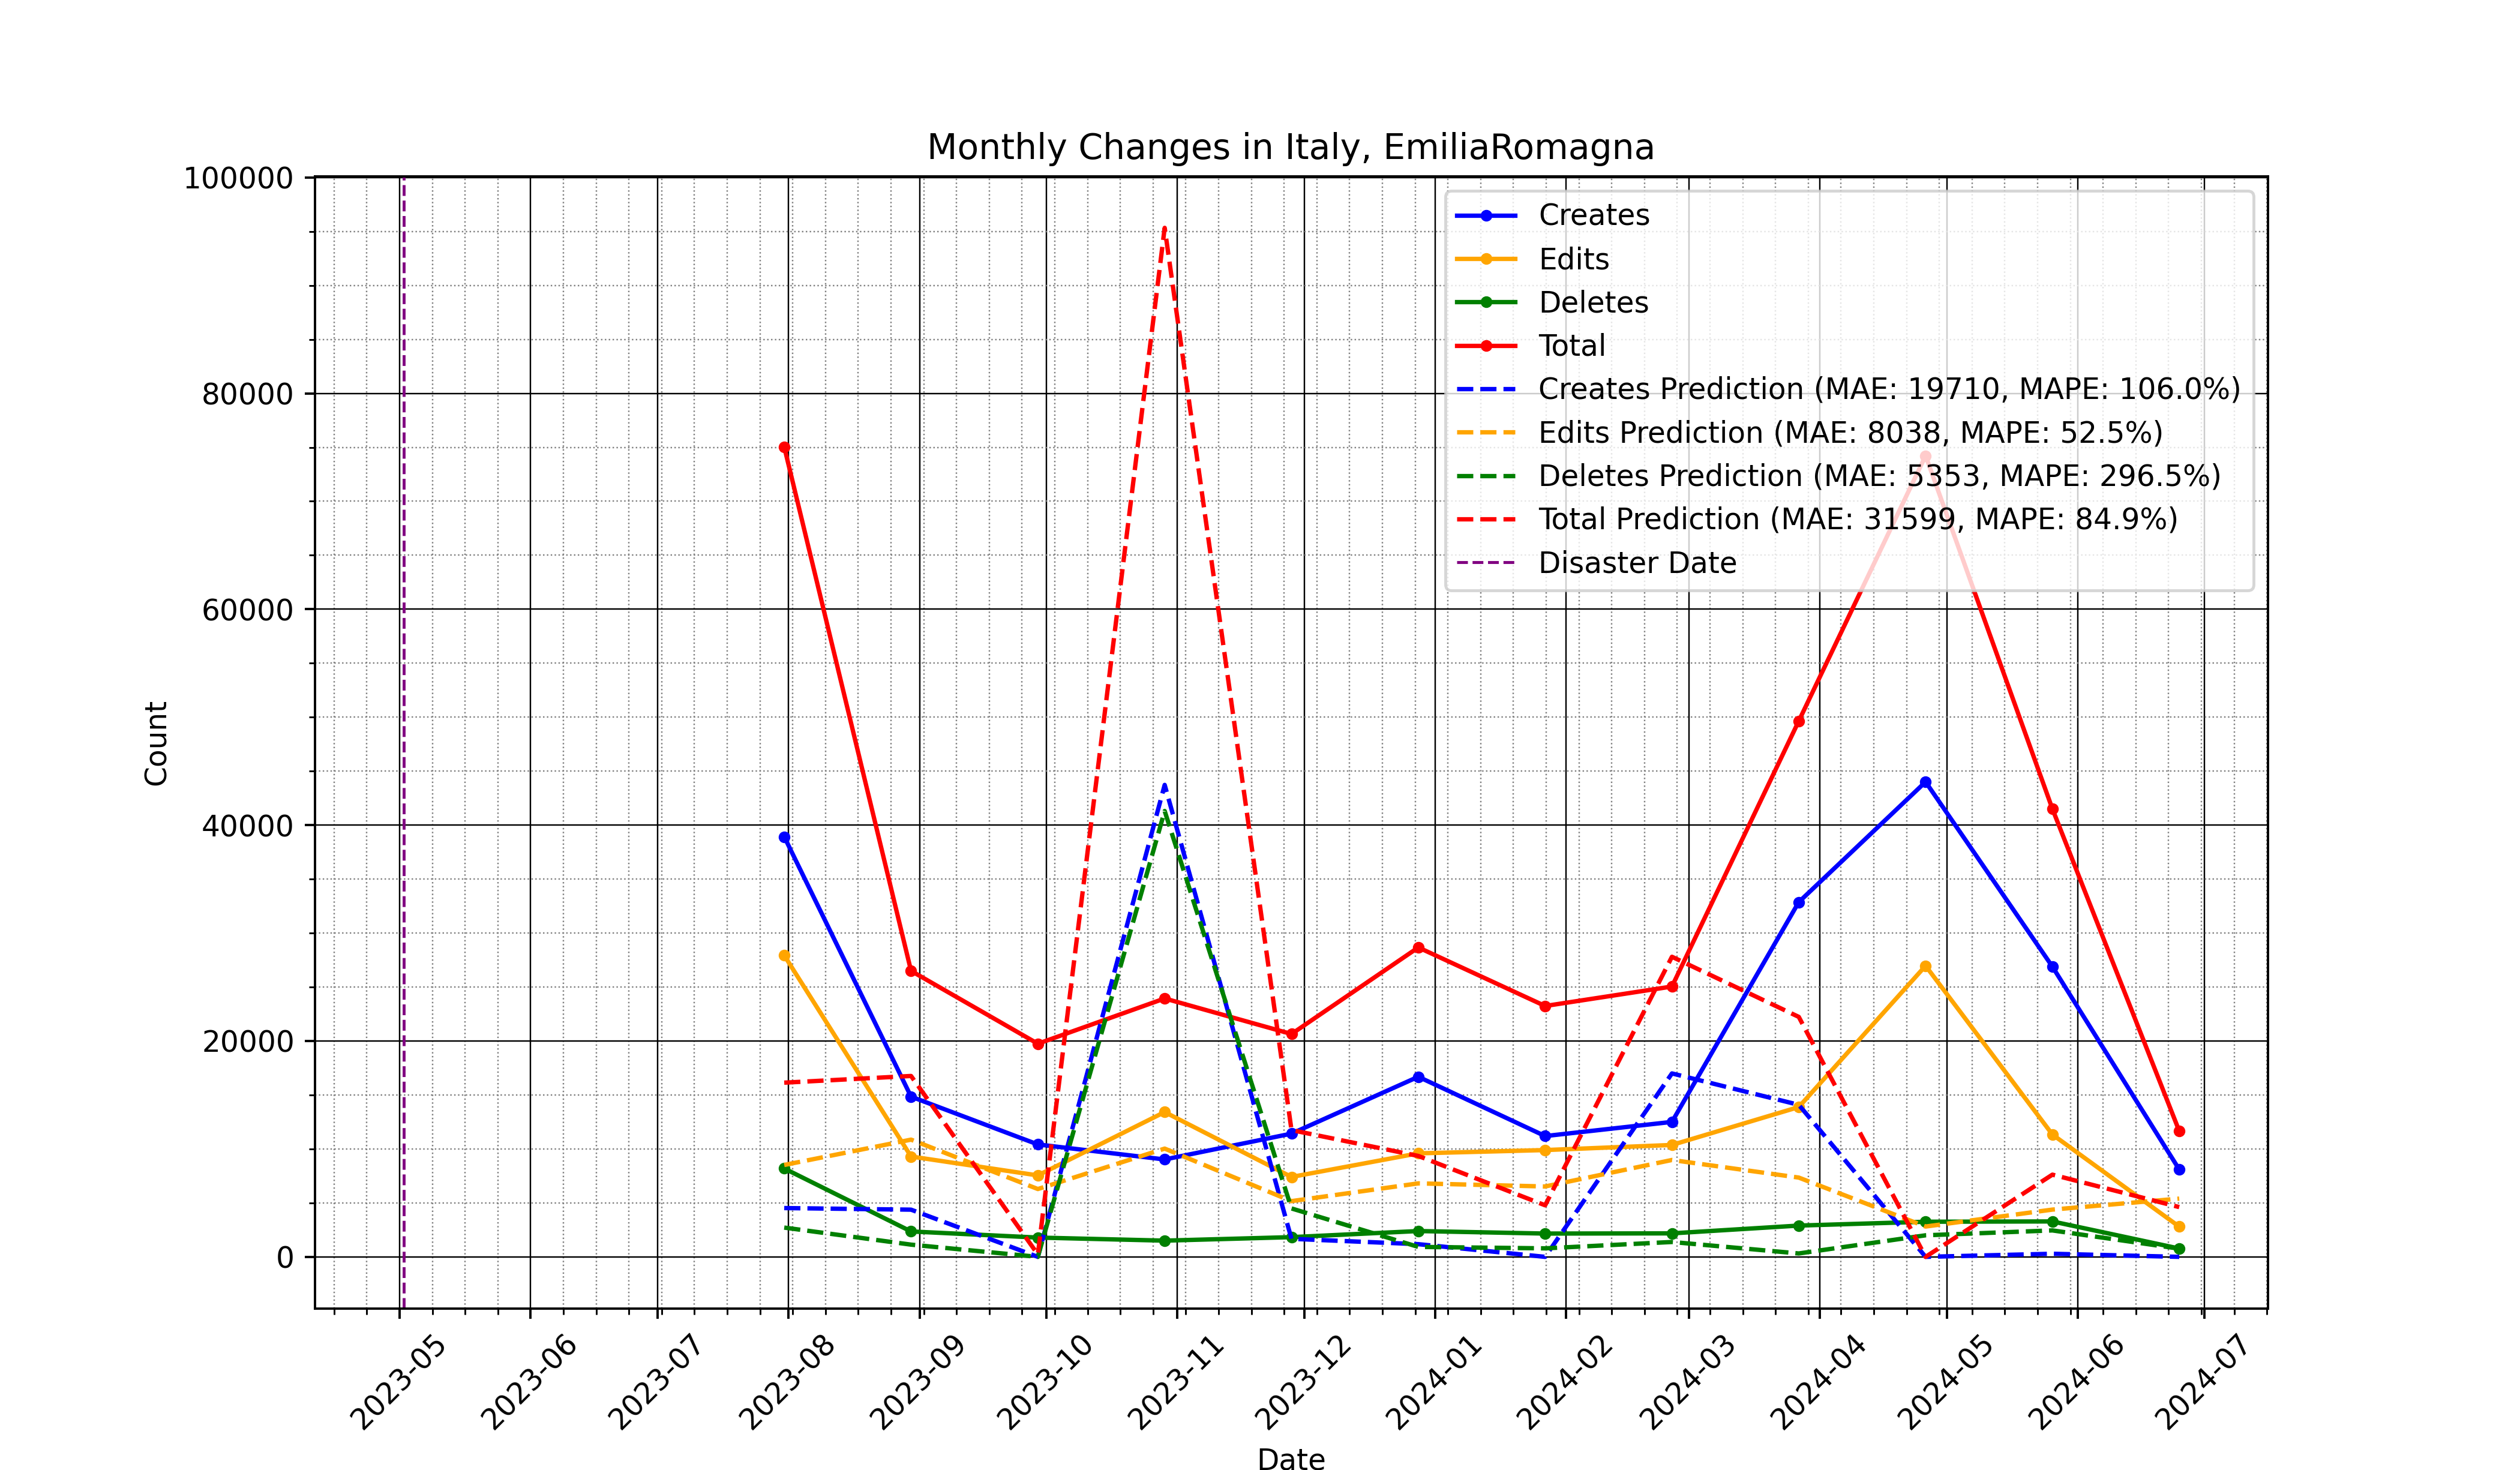 Monthly Changes in Italy, EmiliaRomagna
100000
80000
60000
40000
20000
0
Count
Creates
Edits
Deletes
Total
Creates Prediction (MAE: 19710, MAPE: 106.0%)
Edits Prediction (MAE: 8038, MAPE: 52.5%)
Deletes Prediction (MAE: 5353, MAPE: 296.5%)
Total Prediction (MAE: 31599, MAPE: 84.9%)
Disaster Date
2023-05
2023-06
2023-07
2023-08
2023-09
2023-10
2023-11
2023-12
2024-01
2024-02
2024-03
2024-04
2024-05
2024-06
2024-07
Date